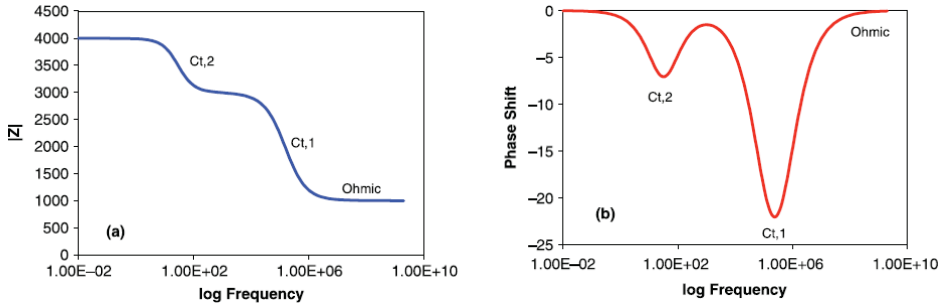 4500
4000
3500
3000
2500
2000
1500
1000
500
0
|Z|
Ct,2
Ct,1
Ohmic
(a)
1.00E−02 1.00E+02 1.00E+06 1.00E+10
log Frequency
0
−5
−10
−15
−20
−25
Phase Shift
Ohmic
Ct,2
(b)
Ct,1
1.00E−02 1.00E+02 1.00E+06 1.00E+10
log Frequency